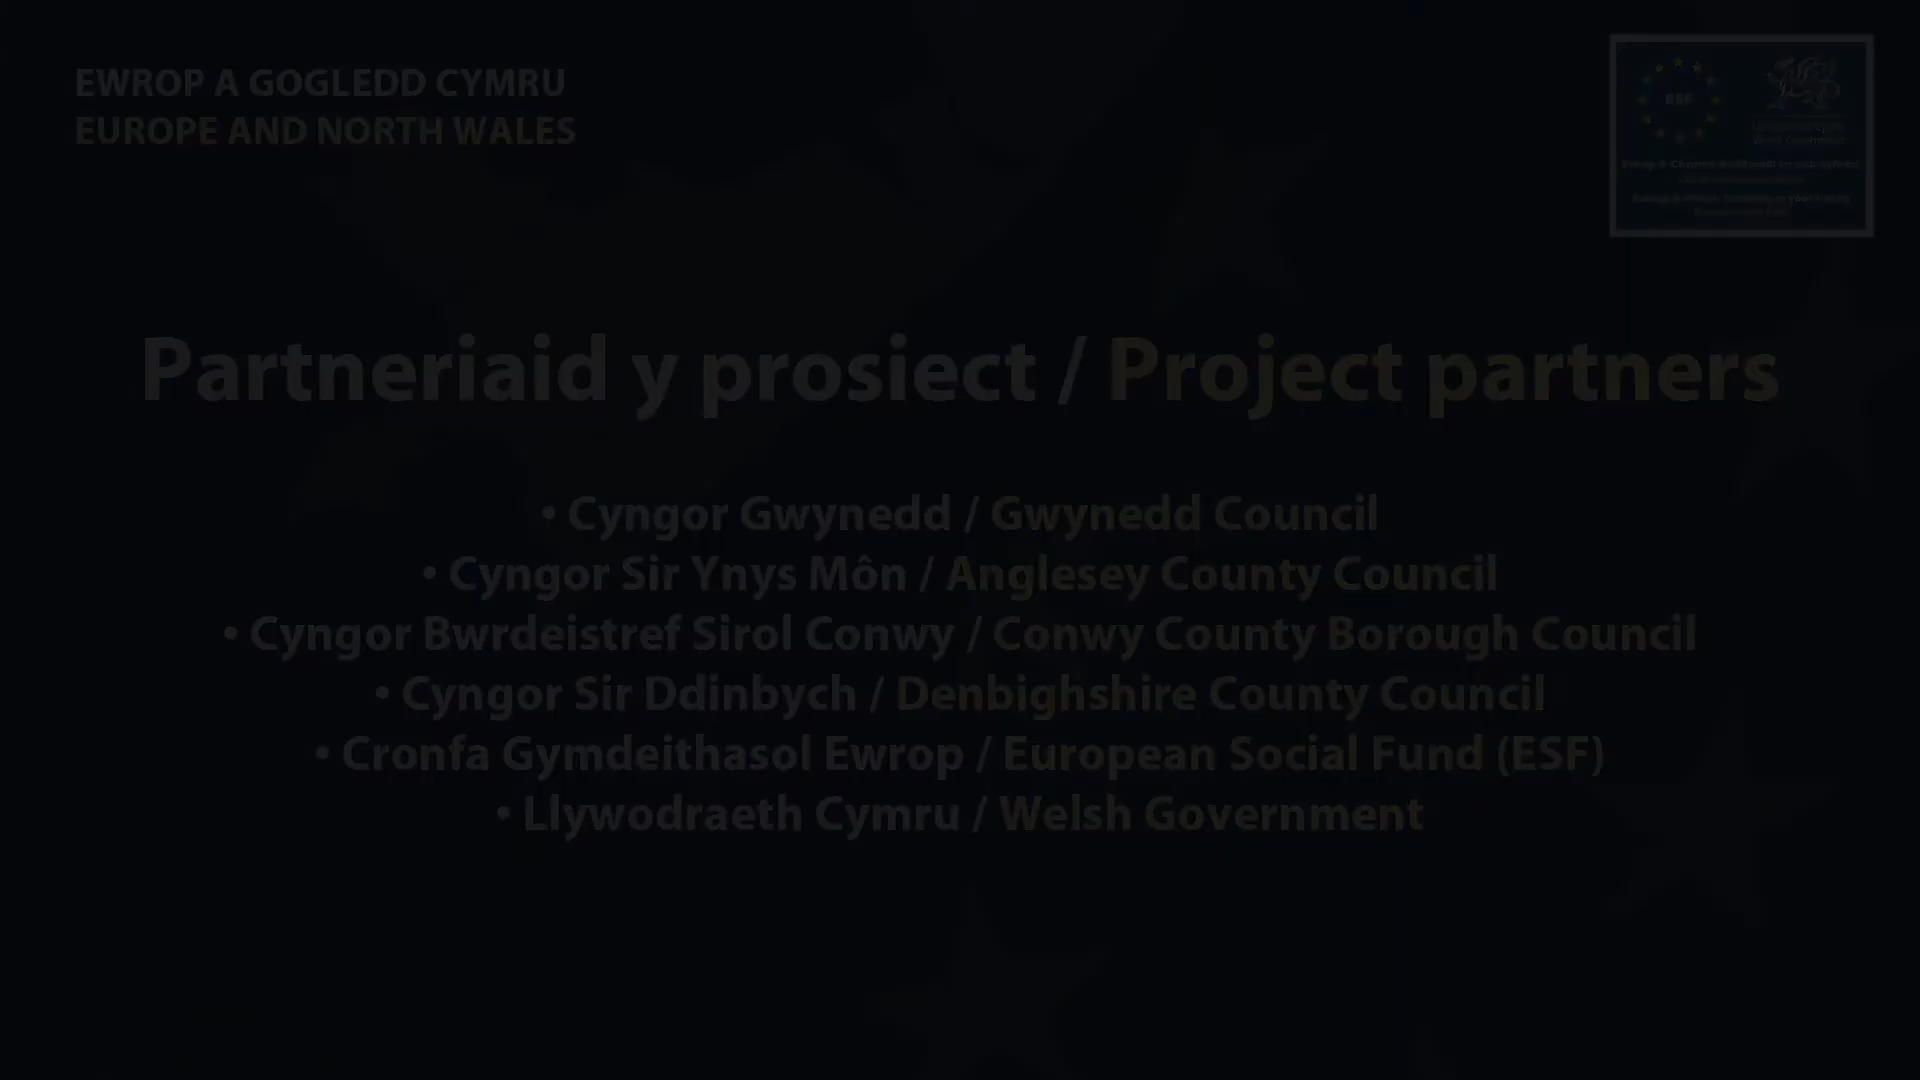 EWROP A GOGLEDD CYMRU
EUROPE AND NORTH WALES
ESF
Partneriaid y prosiect / Project partners
• Cyngor Gwynedd / Gwynedd Council
• Cyngor Sir Ynys Môn / Anglesey County Council
• Cyngor Bwrdeistref Sirol Conwy / Conwy County Borough Council
• Cyngor Sir Ddinbych / Denbighshire County Council
• Cronfa Gymdeithasol Ewrop / European Social Fund (ESF)
• Llywodraeth Cymru / Welsh Government